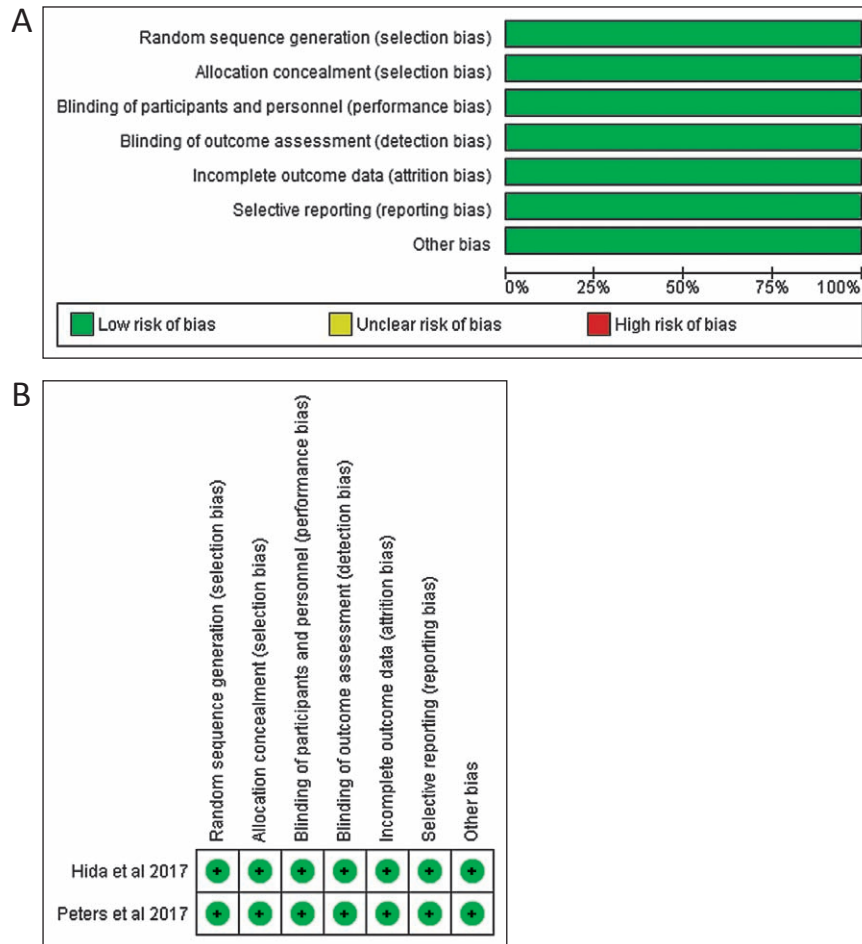 A
Random sequence generation (selection bias)
Allocation concealment (selection bias)
Blinding of participants and personnel (performance bias)
Blinding of outcome assessment (detection bias)
Incomplete outcome data (attrition bias)
Selective reporting (reporting bias)
Other bias
0% 25% 50% 75% 100%
Low risk of bias Unclear risk of bias High risk of bias
B
Random sequence generation (selection bias)
Allocation concealment (selection bias)
Blinding of participants and personnel (performance bias)
Blinding of outcome assessment (detection bias)
Incomplete outcome data (attrition bias)
Selective reporting (reporting bias)
Other bias
Hida et al 2017 + + + + + + +
Peters et al 2017 + + + + + + +